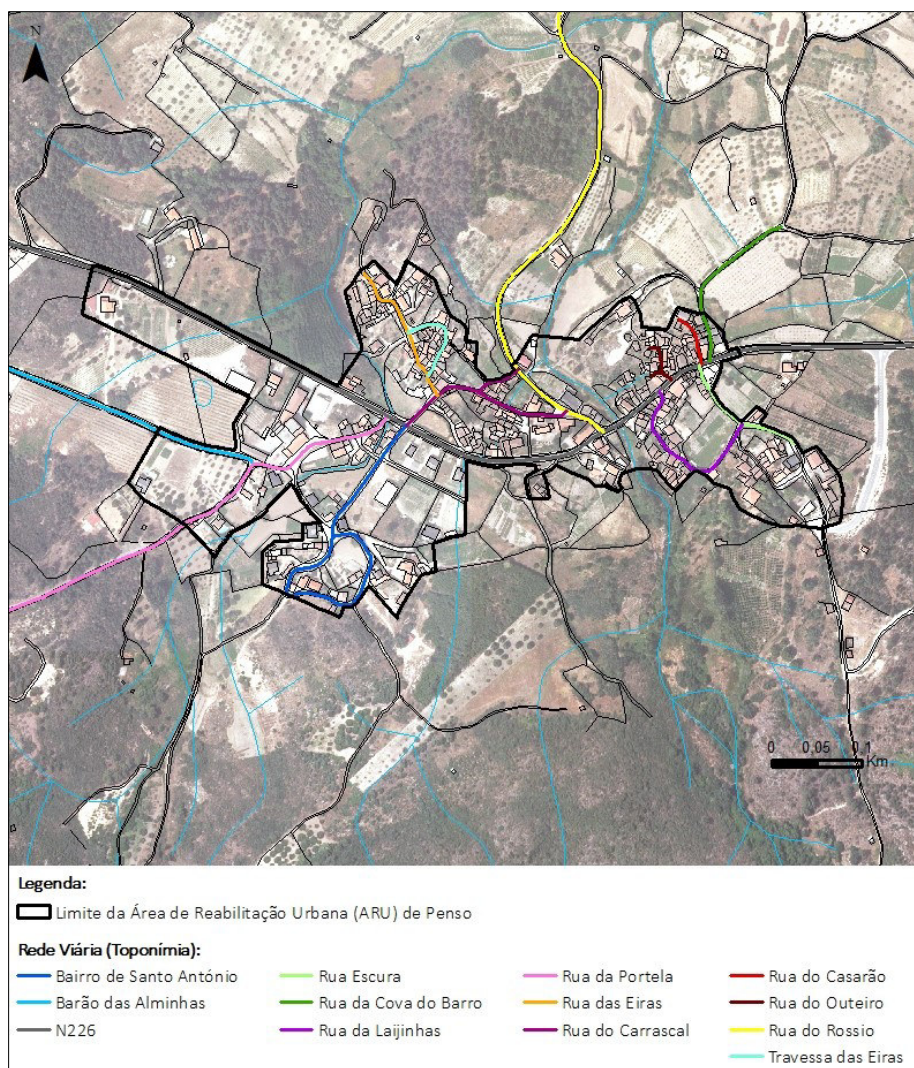 N
0 0,05 0,1
Km
Legenda:
Limite da Área de Reabilitação Urbana (ARU) de Penso
Rede Viária (Toponímia):
Bairro de Santo António Rua Escura Rua da Portela Rua do Casarão
Barão das Alminhas Rua da Cova do Barro Rua das Eiras Rua do Outeiro
N226 Rua da Laijinhas Rua do Carrascal Rua do Rossio
Travessa das Eiras